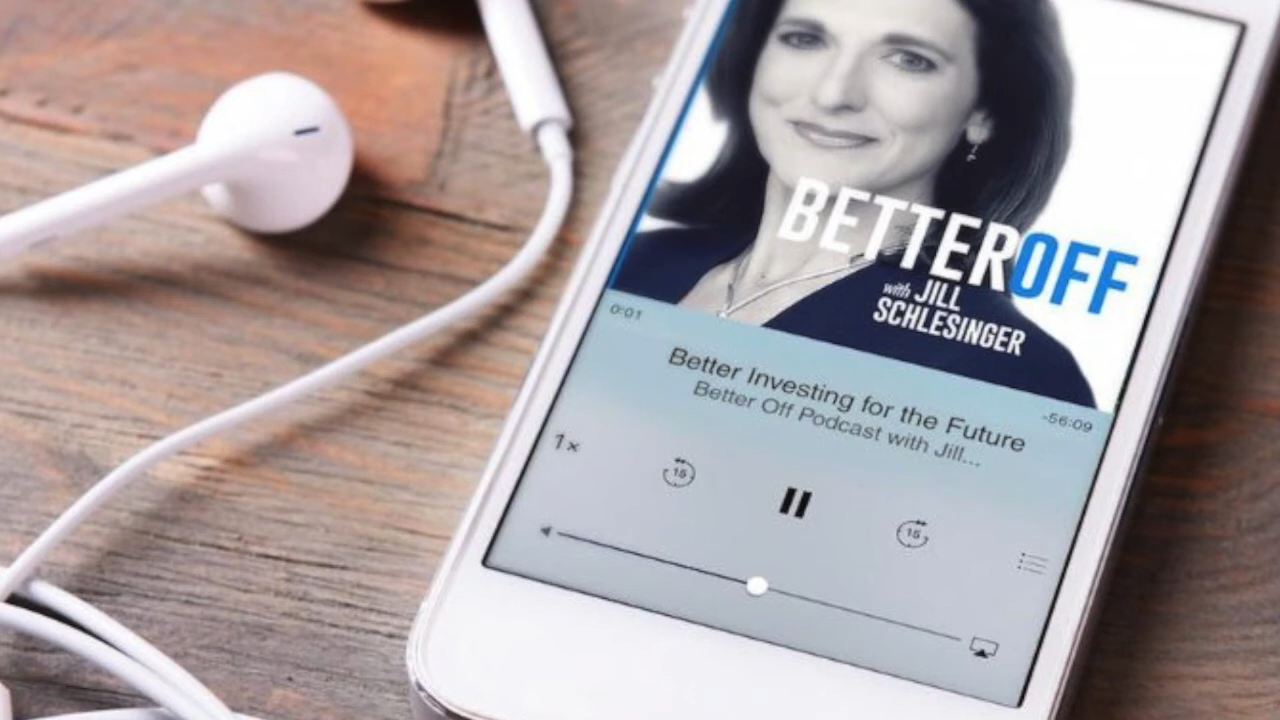 BETTEROFF
with JILL
SCHLESINGER
0:01
-56:09
Better Investing for the Future
Better Off Podcast with Jill...
1×
15
15